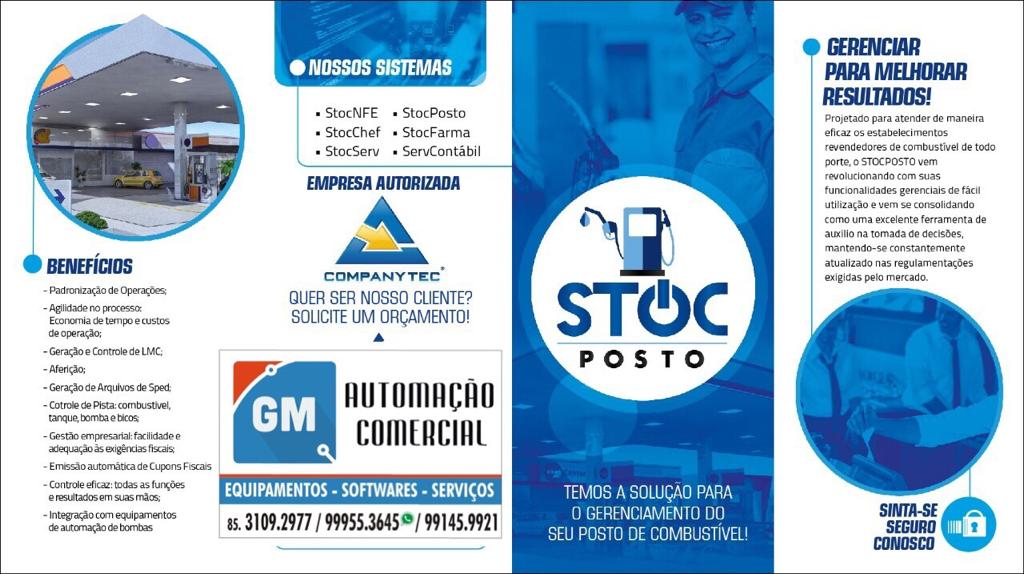 BENEFÍCIOS
- Padronização de Operações;
- Agilidade no processo:
Economia de tempo e custos
de operação;
- Geração e Controle de LMC;
- Aferição;
- Geração de Arquivos de Sped;
- Cotrole de Pista: combustível,
tanque, bomba e bicos;
- Gestão empresarial: facilidade e
adequação às exigências fiscais;
- Emissão automática de Cupons Fiscais
- Controle eficaz: todas as funções
e resultados em suas mãos;
- Integração com equipamentos
de automação de bombas
NOSSOS SISTEMAS
▪ StocNFE ▪ StocPosto
▪ StocChef ▪ StocFarma
▪ StocServ ▪ ServContábil
EMPRESA AUTORIZADA
COMPANYTEC®
QUER SER NOSSO CLIENTE?
SOLICITE UM ORÇAMENTO!
GM
AUTOMAÇÃO
COMERCIAL
EQUIPAMENTOS - SOFTWARES - SERVIÇOS
85. 3109.2977 / 99955.3645 / 99145.9921
STOC
POSTO
TEMOS A SOLUÇÃO PARA
O GERENCIAMENTO DO
SEU POSTO DE COMBUSTÍVEL!
GERENCIAR
PARA MELHORAR
RESULTADOS!
Projetado para atender de maneira
eficaz os estabelecimentos
revendedores de combustível de todo
porte, o STOCPOSTO vem
revolucionando com suas
funcionalidades gerenciais de fácil
utilização e vem se consolidando
como uma excelente ferramenta de
auxilio na tomada de decisões,
mantendo-se constantemente
atualizado nas regulamentações
exigidas pelo mercado.
SINTA-SE
SEGURO
CONOSCO